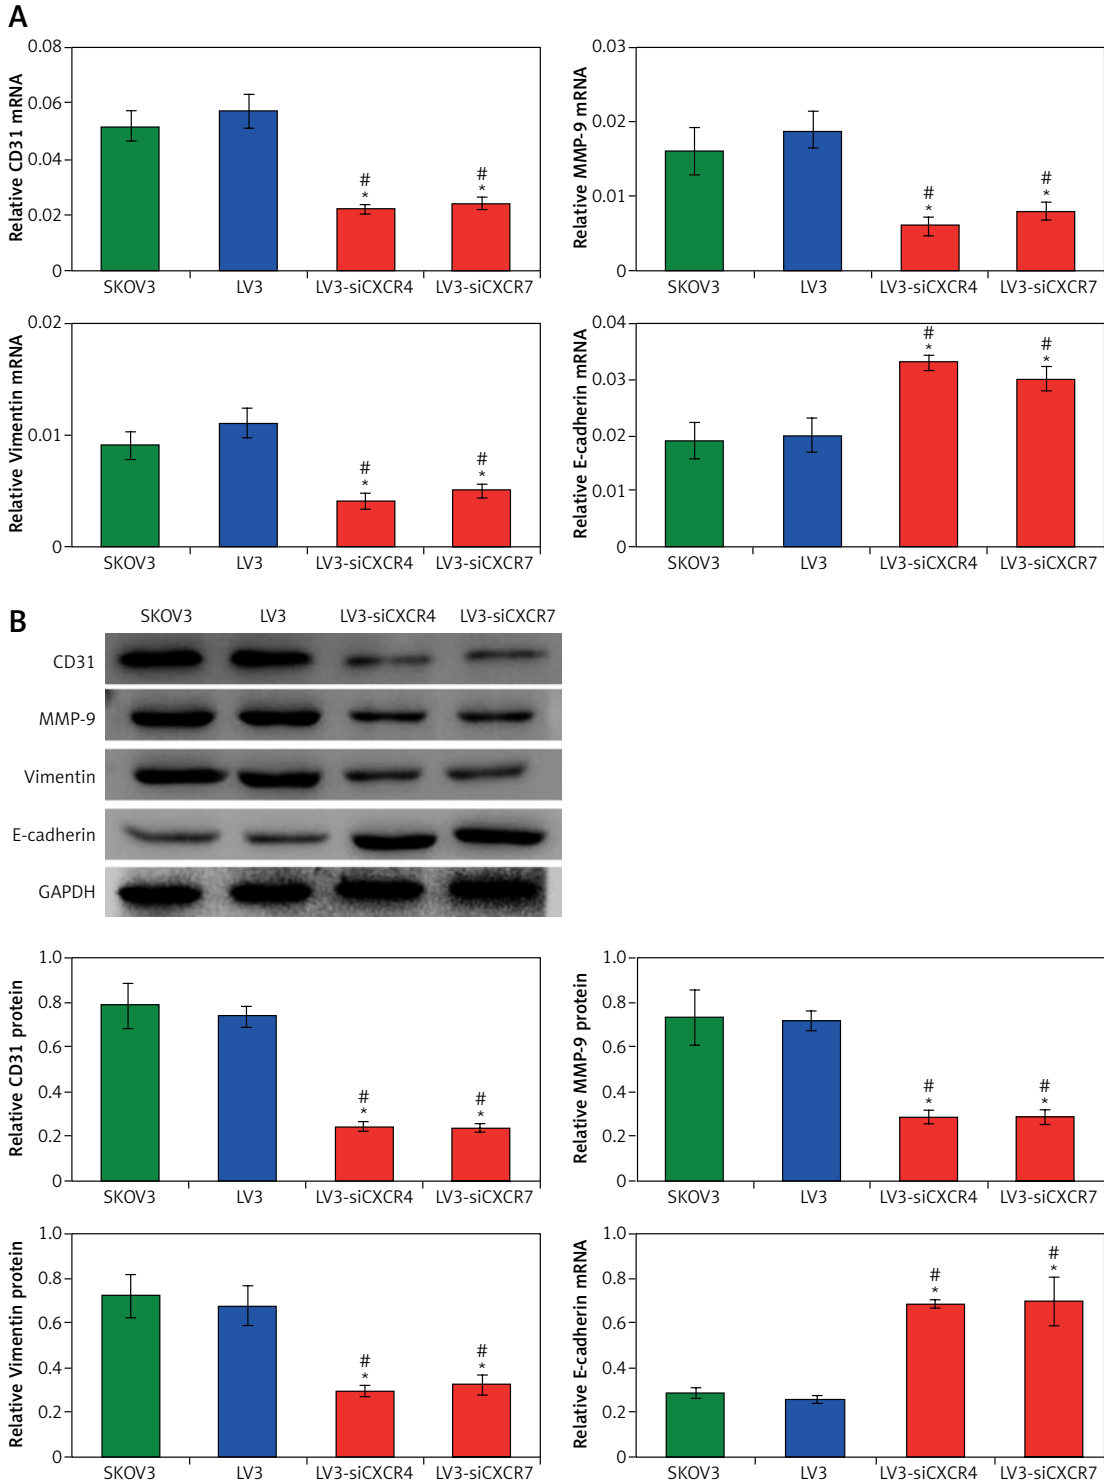 A
Relative CD31 mRNA
0.08
0.06
0.04
0.02
0
# #
* *
SKOV3 LV3 LV3-siCXCR4 LV3-siCXCR7
Relative MMP-9 mRNA
0.03
0.02
0.01
0
# #
* *
SKOV3 LV3 LV3-siCXCR4 LV3-siCXCR7
Relative Vimentin mRNA
0.02
0.01
0
# #
* *
SKOV3 LV3 LV3-siCXCR4 LV3-siCXCR7
Relative E-cadherin mRNA
0.04
0.03
0.02
0.01
0
# #
* *
SKOV3 LV3 LV3-siCXCR4 LV3-siCXCR7
B
SKOV3 LV3 LV3-siCXCR4 LV3-siCXCR7
CD31
MMP-9
Vimentin
E-cadherin
GAPDH
Relative CD31 protein
1.0
0.8
0.6
0.4
0.2
0
# #
* *
SKOV3 LV3 LV3-siCXCR4 LV3-siCXCR7
Relative MMP-9 protein
1.0
0.8
0.6
0.4
0.2
0
# #
* *
SKOV3 LV3 LV3-siCXCR4 LV3-siCXCR7
Relative Vimentin protein
1.0
0.8
0.6
0.4
0.2
0
# #
* *
SKOV3 LV3 LV3-siCXCR4 LV3-siCXCR7
Relative E-cadherin mRNA
1.0
0.8
0.6
0.4
0.2
0
# #
* *
SKOV3 LV3 LV3-siCXCR4 LV3-siCXCR7